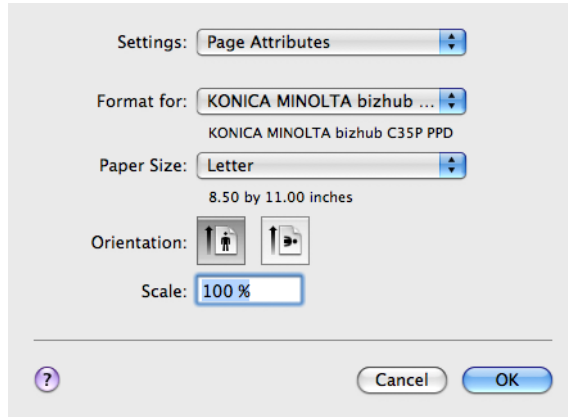 Settings: Page Attributes
Format for: KONICA MINOLTA bizhub ...
KONICA MINOLTA bizhub C35P PPD
Paper Size: Letter
8.50 by 11.00 inches
Orientation:
Scale: 100 %
? Cancel OK